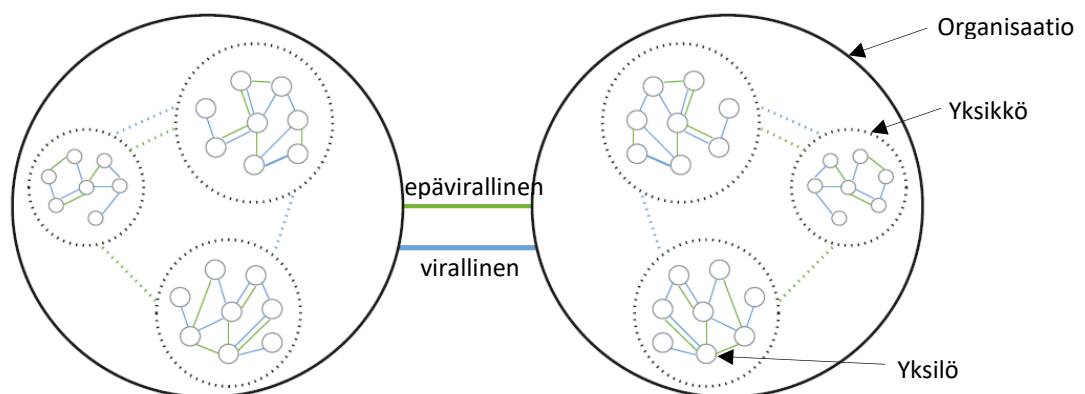 Organisaatio
Yksikkö
epävirallinen
virallinen
Yksilö